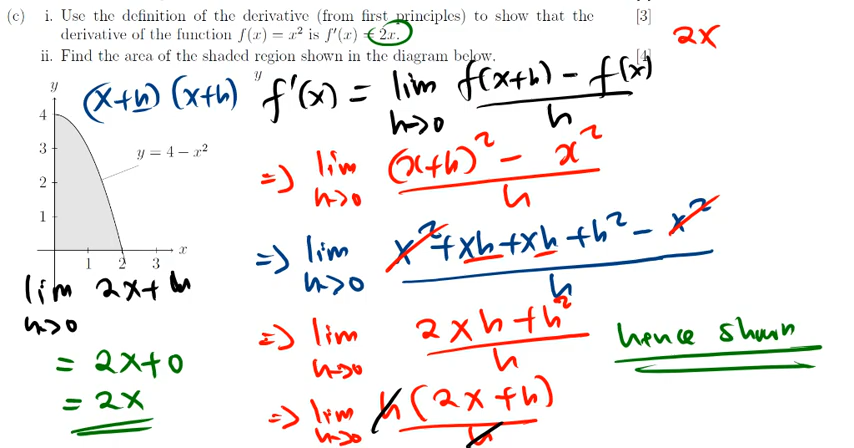 (c) i. Use the definition of the derivative (from first principles) to show that the [3]
derivative of the function f(x) = x² is f′(x) = 2x.
2x
ii. Find the area of the shaded region shown in the diagram below. [4]
y
y
(x+h) (x+h)
f'(x) = lim h->0 f(x+h) - f(x) / h
4
3
2
1
y = 4 − x²
x
1 2 3
=> lim h->0 (x+h)² - x² / h
=> lim h->0 x² + xh + xh + h² - x² / h
=> lim h->0 2xh + h² / h
=> lim h->0 h(2x + h) / h
lim h->0 2x + h
= 2x + 0
= 2x
hence shown